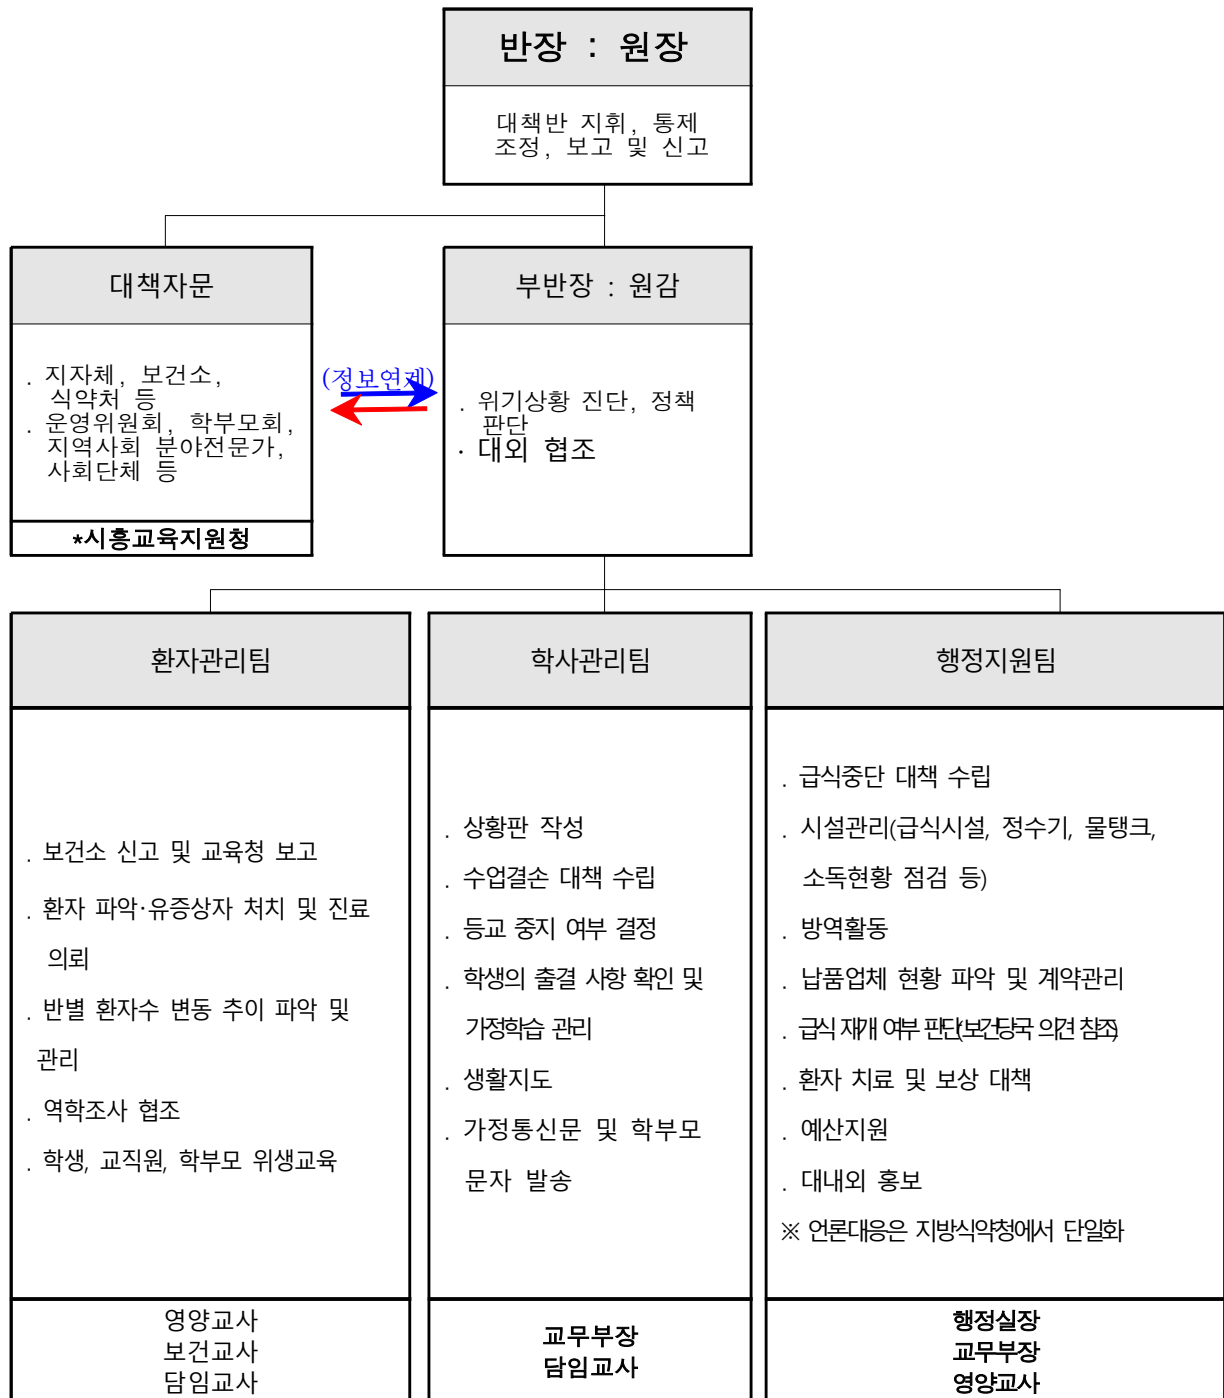 반장 : 원장
대책반 지휘, 통제
조정, 보고 및 신고
대책자문
. 지자체, 보건소,
식약처 등
. 운영위원회, 학부모회,
지역사회 분야전문가,
사회단체 등
*시흥교육지원청
(정보연계)
부반장 : 원감
. 위기상황 진단, 정책
판단
· 대외 협조
환자관리팀
. 보건소 신고 및 교육청 보고
. 환자 파악·유증상자 처치 및 진료
의뢰
. 반별 환자수 변동 추이 파악 및
관리
. 역학조사 협조
. 학생, 교직원, 학부모 위생교육
영양교사
보건교사
담임교사
학사관리팀
. 상황판 작성
. 수업결손 대책 수립
. 등교 중지 여부 결정
. 학생의 출결 사항 확인 및
가정학습 관리
. 생활지도
. 가정통신문 및 학부모
문자 발송
교무부장
담임교사
행정지원팀
. 급식중단 대책 수립
. 시설관리(급식시설, 정수기, 물탱크,
소독현황 점검 등)
. 방역활동
. 납품업체 현황 파악 및 계약관리
. 급식 재개 여부 판단(보건당국 의견 참조)
. 환자 치료 및 보상 대책
. 예산지원
. 대내외 홍보
※ 언론대응은 지방식약청에서 단일화
행정실장
교무부장
영양교사